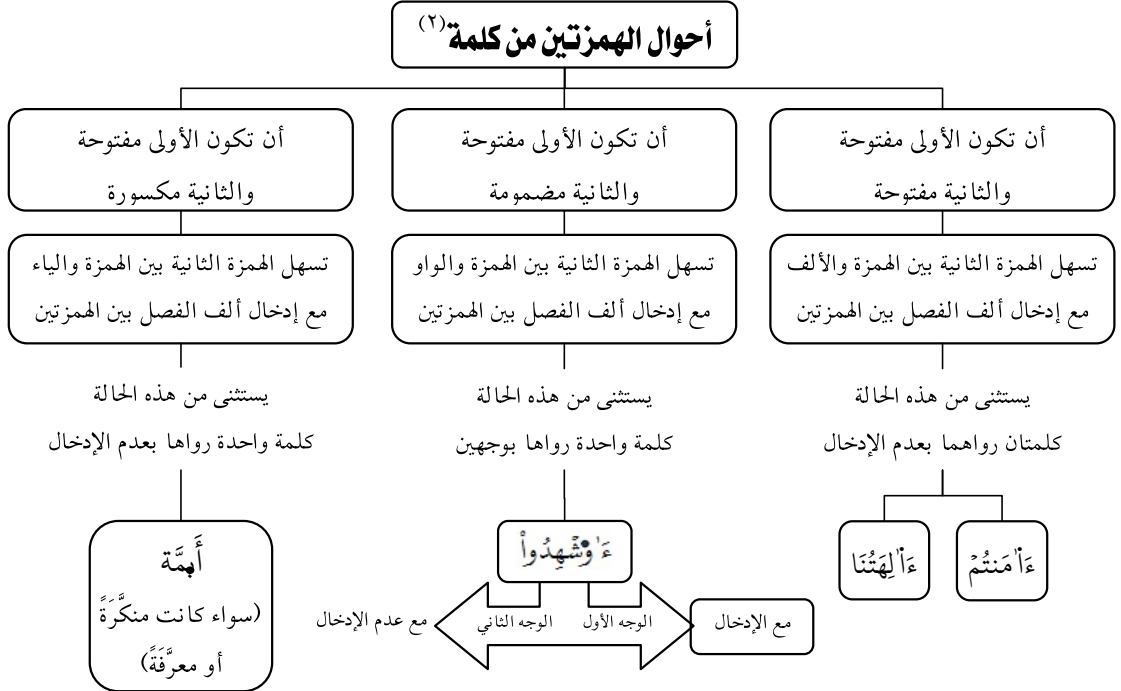 أحوال الهمزتين من كلمة(٢)
أن تكون الأولى مفتوحة
والثانية مفتوحة
أن تكون الأولى مفتوحة
والثانية مضمومة
أن تكون الأولى مفتوحة
والثانية مكسورة
تسهل الهمزة الثانية بين الهمزة والألف
مع إدخال ألف الفصل بين الهمزتين
تسهل الهمزة الثانية بين الهمزة والواو
مع إدخال ألف الفصل بين الهمزتين
تسهل الهمزة الثانية بين الهمزة والياء
مع إدخال ألف الفصل بين الهمزتين
يستثنى من هذه الحالة
كلمتان رواهما بعدم الإدخال
يستثنى من هذه الحالة
كلمة واحدة رواها بوجهين
يستثنى من هذه الحالة
كلمة واحدة رواها بعدم الإدخال
ءَا۬مَنتُمْ
ءَا۬لِهَتُنَا
ءَا۟وشْهِدُواْ
أَئِمَّة
(سواء كانت منكَّرَةً
أو معرَّفَةً)
مع الإدخال
الوجه الأول
الوجه الثاني
مع عدم الإدخال